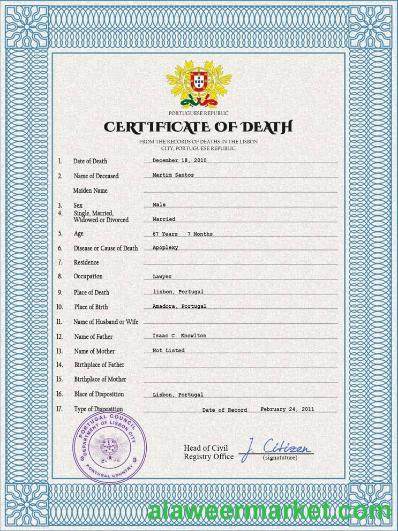 PORTUGUESE REPUBLIC
CERTIFICATE OF DEATH
FROM THE RECORDS OF DEATHS IN THE LISBON
CITY, PORTUGUESE REPUBLIC
1. Date of Death December 18, 2010
2. Name of Deceased Martim Santos
Maiden Name
3. Sex Male
4. Single, Married,
Widowed or Divorced Married
5. Age 67 Years 7 Months
6. Disease or Cause of Death Apoplexy
7. Residence
8. Occupation Lawyer
9. Place of Death lisbon, Portugal
10. Place of Birth Amadora, Portugal
11. Name of Husband or Wife
12. Name of Father Isaac C. Knowlton
13. Name of Mother Not Listed
14. Birthplace of Father
15. Birthplace of Mother
16. Blace of Disposition Lisbon, Portugal
17. Type of Disposition Date of Record February 24, 2011
PORTUGAL COUNCIL
DEPARTMENT OF LISBON CITY
PORTUGAL COUNTRY
Head of Civil
Registry Office
J. Citizen
(signature)
alaweermarket.com